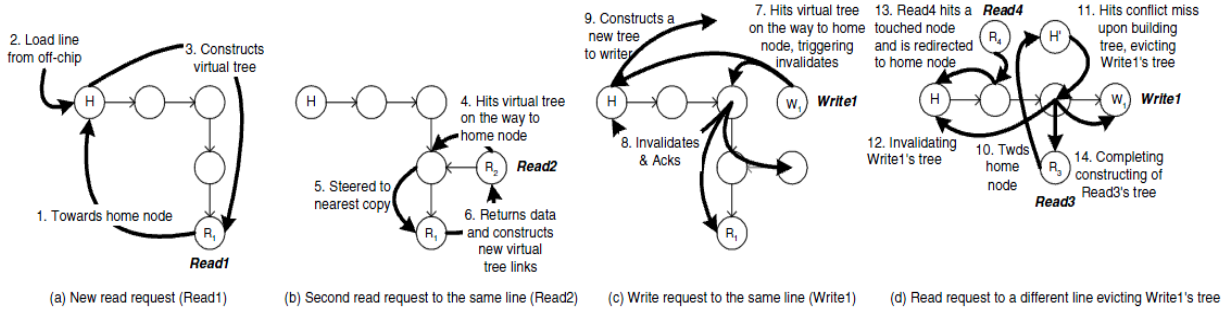 2. Load line
from off-chip
3. Constructs
virtual tree
H
1. Towards home node
R1
Read1
(a) New read request (Read1)
H
4. Hits virtual tree
on the way to
home node
R2
Read2
5. Steered to
nearest copy
6. Returns data
and constructs
new virtual
tree links
R1
(b) Second read request to the same line (Read2)
9. Constructs a
new tree
to writer
7. Hits virtual tree
on the way to home
node, triggering
invalidates
H
W1
Write1
8. Invalidates
& Acks
R1
(c) Write request to the same line (Write1)
13. Read4 hits a
touched node
and is redirected
to home node
Read4
R4
H'
11. Hits conflict miss
upon building
tree, evicting
Write1's tree
H
W1
Write1
12. Invalidating
Write1's tree
10. Twds
home
node
R3
Read3
14. Completing
constructing of
Read3's tree
(d) Read request to a different line evicting Write1's tree